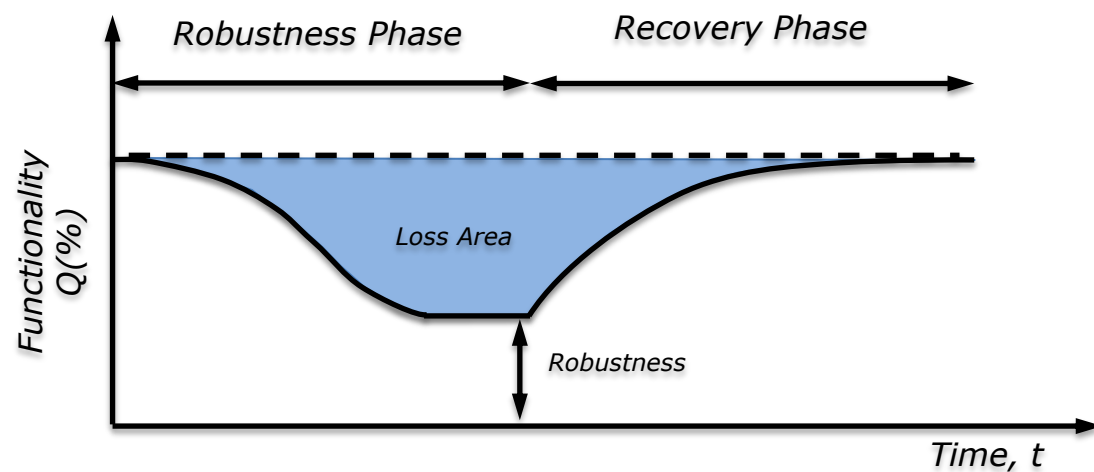 Robustness Phase
Recovery Phase
Functionality
Q(%)
Loss Area
Robustness
Time, t